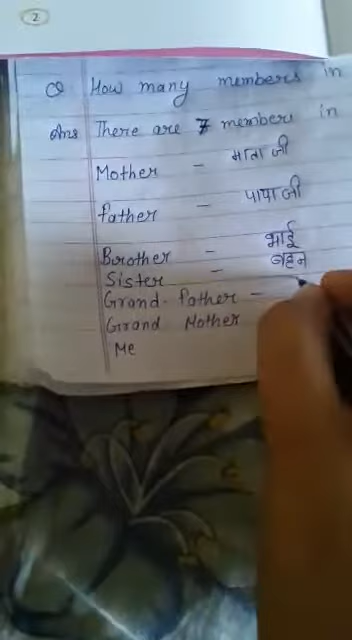 2
Q How many members in
Ans There are 7 members in
Mother - माता जी
Father - पापा जी
Brother - भाई
Sister - बहन
Grand-Father -
Grand Mother
Me